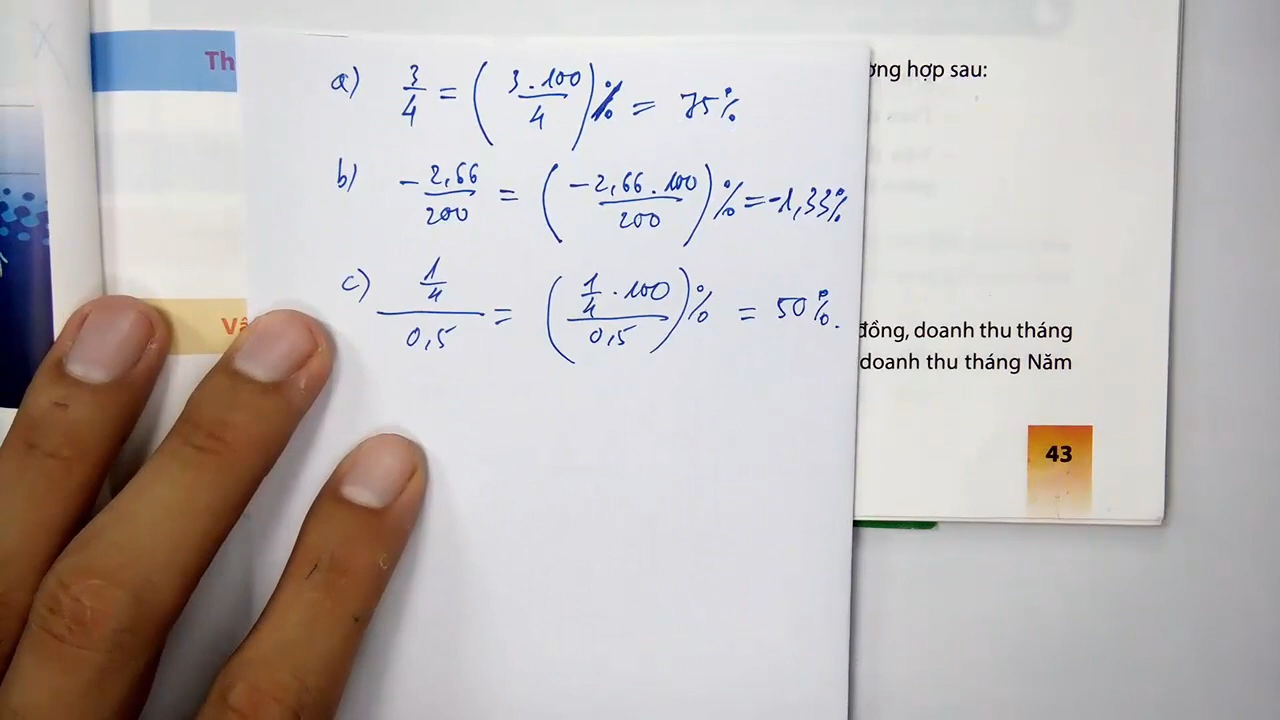 Th
ờng hợp sau:
a) 3/4 = (3 . 100/4)% = 75%
b) -2,66/200 = (-2,66 . 100/200)% = -1,33%
c) 1/4/0,5 = (1/4 . 100/0,5)% = 50%.
Vậ
đồng, doanh thu tháng
doanh thu tháng Năm
43